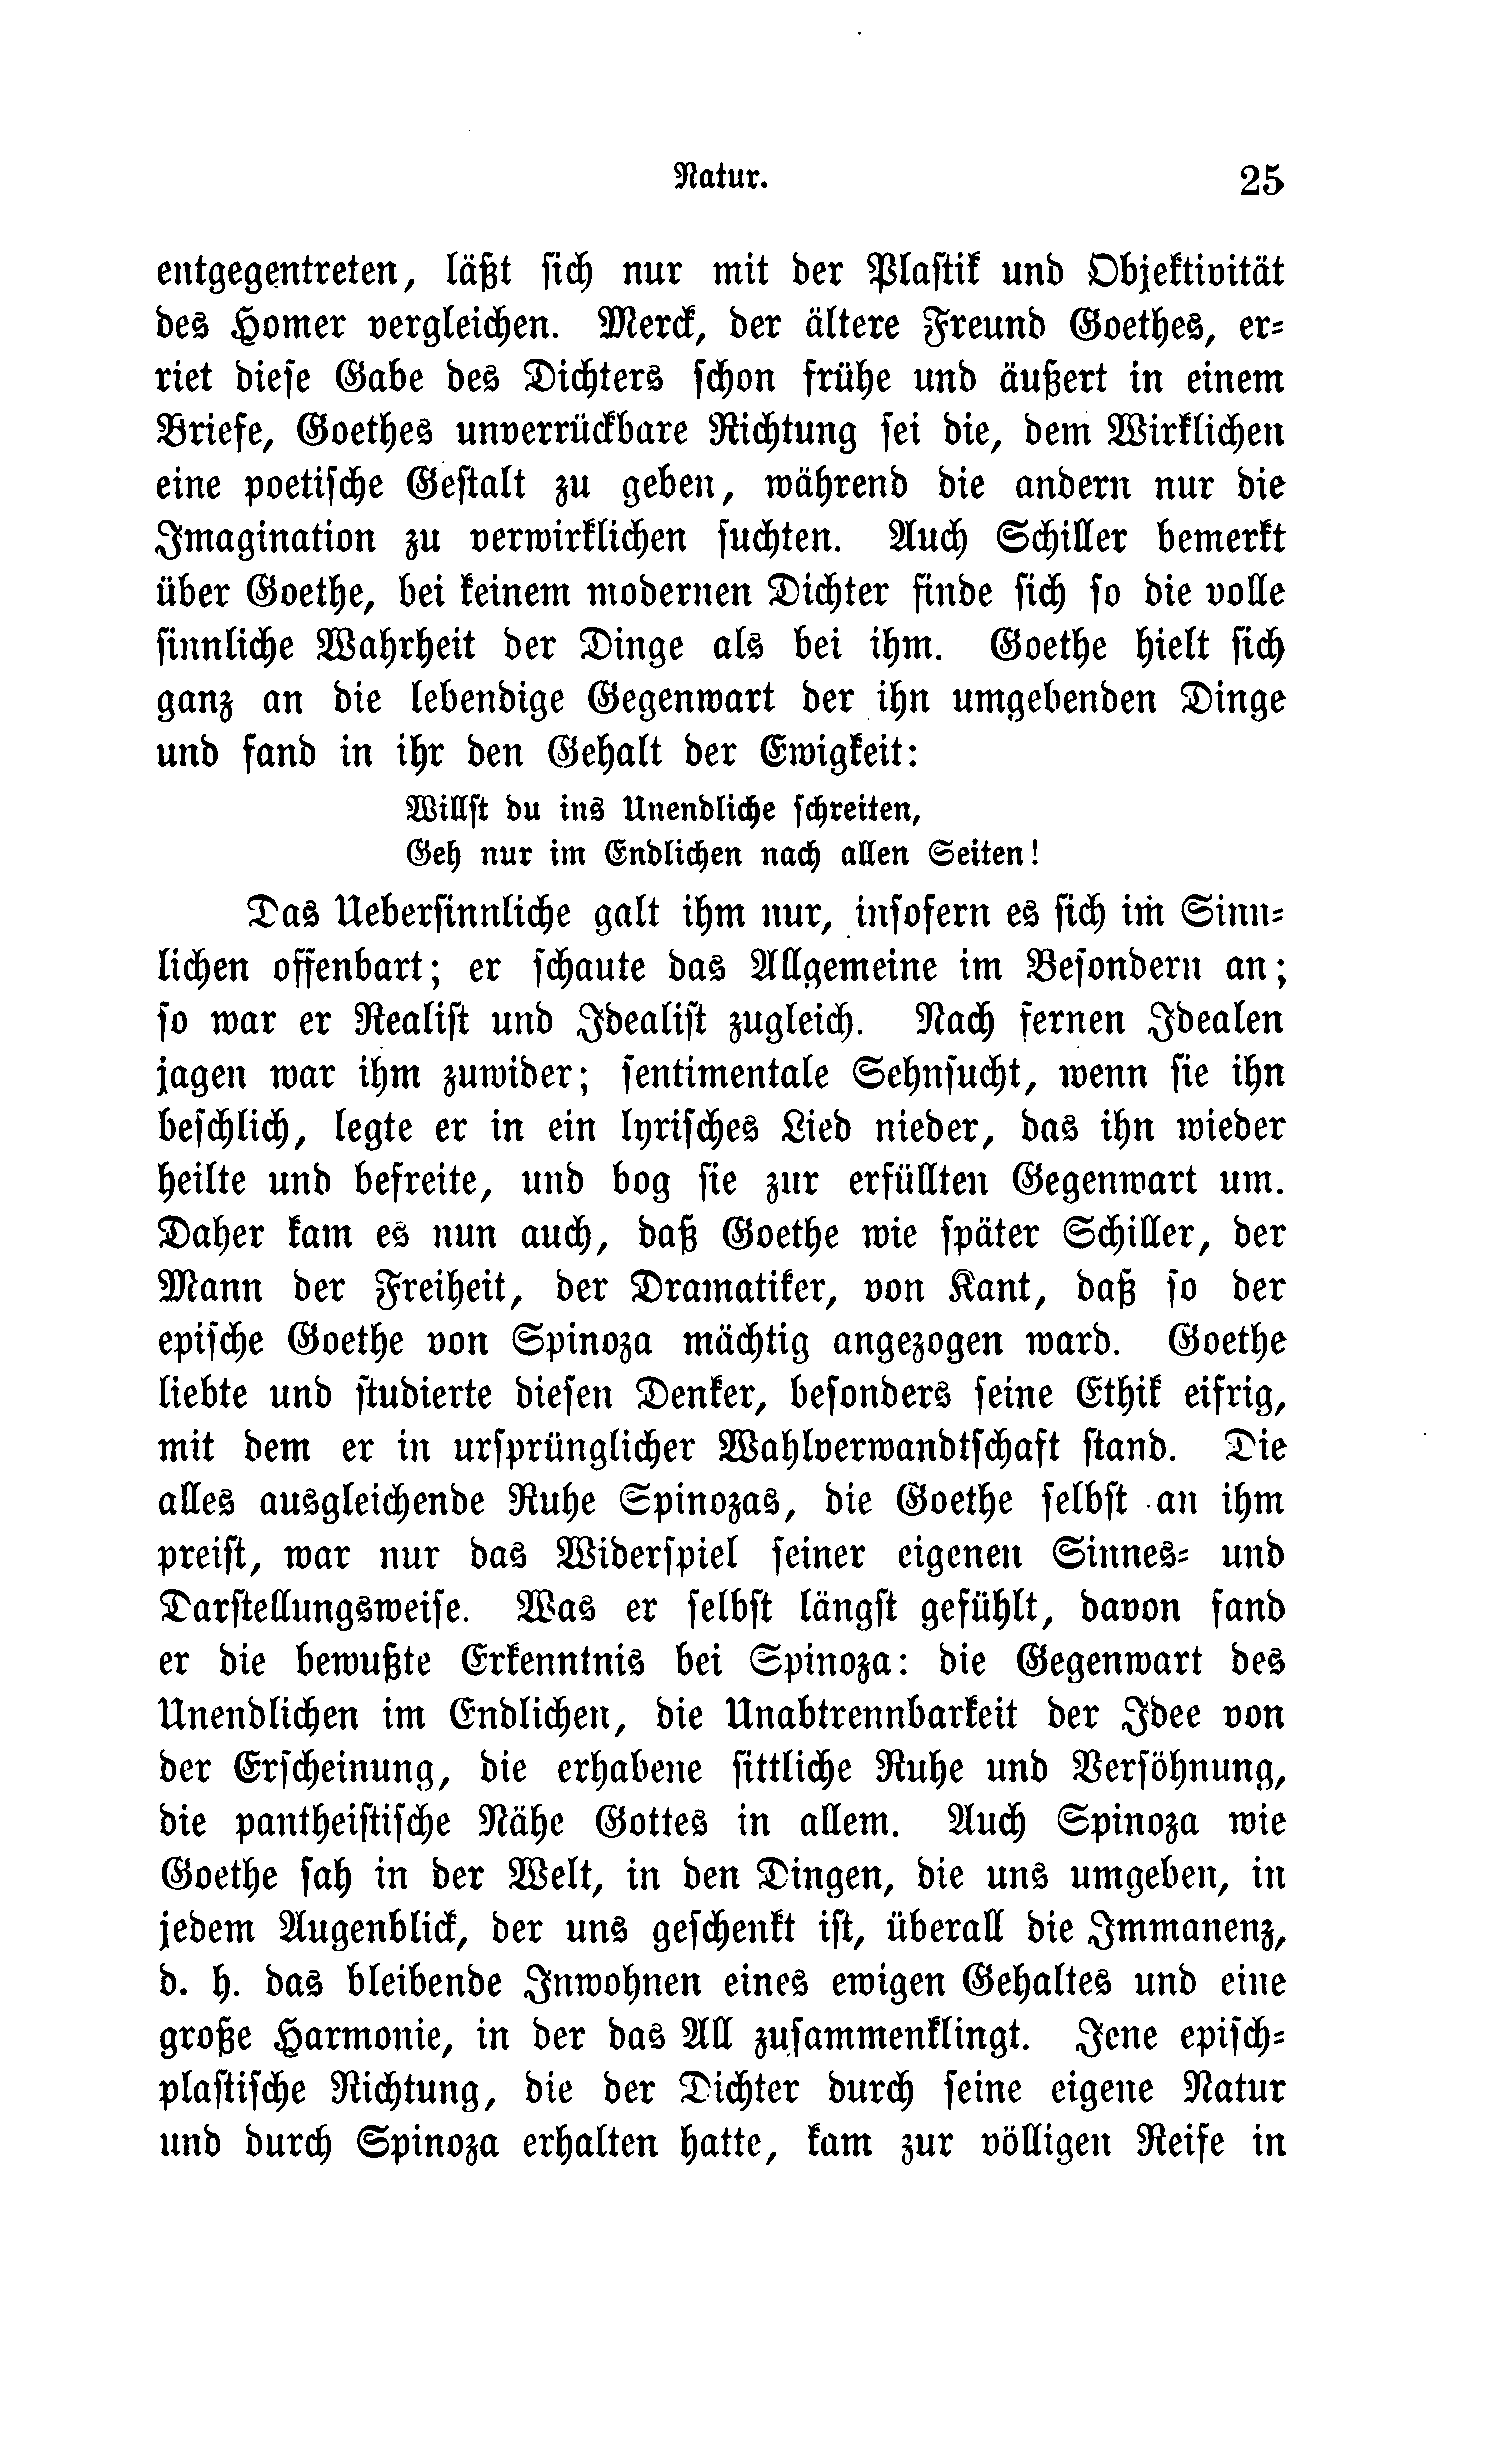 Natur. 25
entgegentreten, läßt ſich nur mit der Plaſtik und Objektivität
des Homer vergleichen. Merck, der ältere Freund Goethes, er⸗
riet dieſe Gabe des Dichters ſchon frühe und äußert in einem
Briefe, Goethes unverrückbare Richtung ſei die, dem Wirklichen
eine poetiſche Geſtalt zu geben, während die andern nur die
Imagination zu verwirklichen ſuchten. Auch Schiller bemerkt
über Goethe, bei keinem modernen Dichter finde ſich ſo die volle
ſinnliche Wahrheit der Dinge als bei ihm. Goethe hielt ſich
ganz an die lebendige Gegenwart der ihn umgebenden Dinge
und fand in ihr den Gehalt der Ewigkeit:
Willſt du ins Unendliche ſchreiten,
Geh nur im Endlichen nach allen Seiten!
Das Ueberſinnliche galt ihm nur, inſofern es ſich im Sinn⸗
lichen offenbart; er ſchaute das Allgemeine im Beſondern an;
ſo war er Realiſt und Idealiſt zugleich. Nach fernen Idealen
jagen war ihm zuwider; ſentimentale Sehnſucht, wenn ſie ihn
beſchlich, legte er in ein lyriſches Lied nieder, das ihn wieder
heilte und befreite, und bog ſie zur erfüllten Gegenwart um.
Daher kam es nun auch, daß Goethe wie ſpäter Schiller, der
Mann der Freiheit, der Dramatiker, von Kant, daß ſo der
epiſche Goethe von Spinoza mächtig angezogen ward. Goethe
liebte und ſtudierte dieſen Denker, beſonders ſeine Ethik eifrig,
mit dem er in urſprünglicher Wahlverwandtſchaft ſtand. Die
alles ausgleichende Ruhe Spinozas, die Goethe ſelbſt an ihm
preiſt, war nur das Widerſpiel ſeiner eigenen Sinnes⸗ und
Darſtellungsweiſe. Was er ſelbſt längſt gefühlt, davon fand
er die bewußte Erkenntnis bei Spinoza: die Gegenwart des
Unendlichen im Endlichen, die Unabtrennbarkeit der Idee von
der Erſcheinung, die erhabene ſittliche Ruhe und Verſöhnung,
die pantheiſtiſche Nähe Gottes in allem. Auch Spinoza wie
Goethe ſah in der Welt, in den Dingen, die uns umgeben, in
jedem Augenblick, der uns geſchenkt iſt, überall die Immanenz,
d. h. das bleibende Inwohnen eines ewigen Gehaltes und eine
große Harmonie, in der das All zuſammenklingt. Jene epiſch⸗
plaſtiſche Richtung, die der Dichter durch ſeine eigene Natur
und durch Spinoza erhalten hatte, kam zur völligen Reife in